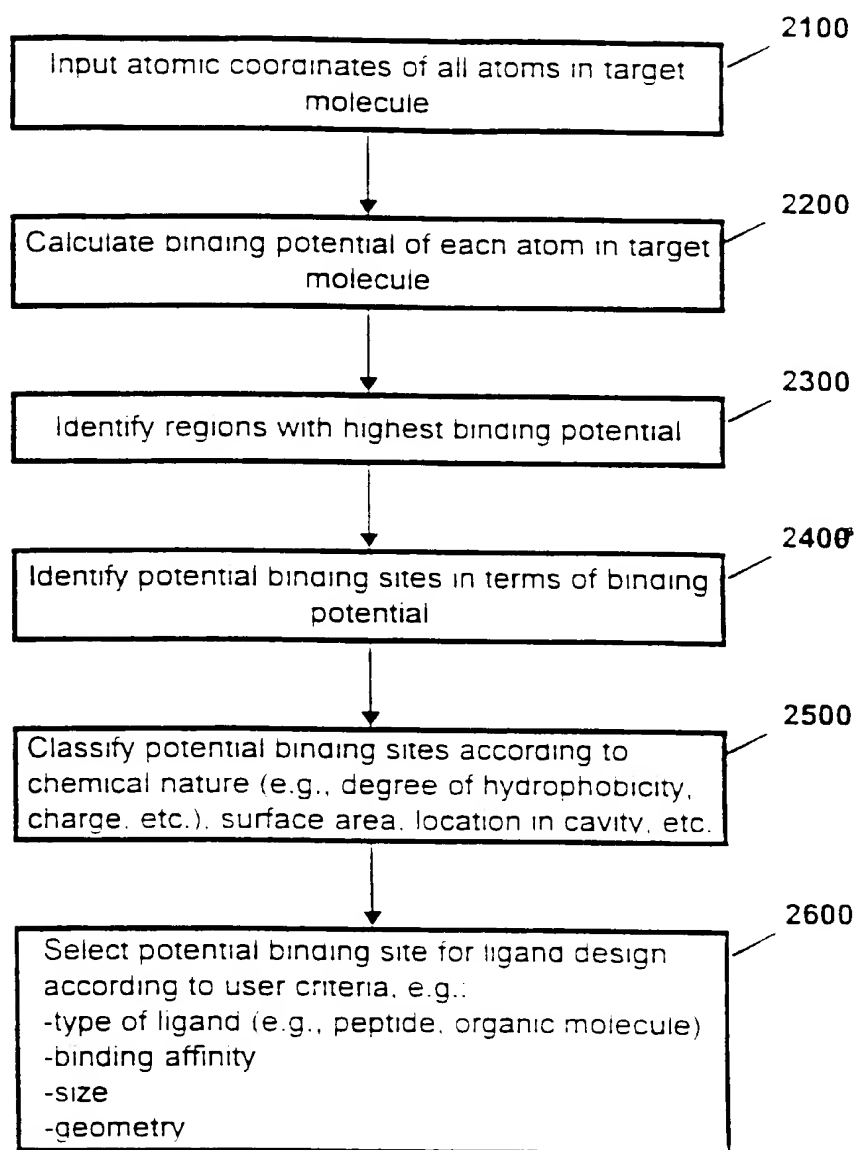 2100
Input atomic coordinates of all atoms in target
molecule
2200
Calculate binding potential of each atom in target
molecule
2300
Identify regions with highest binding potential
2400
Identify potential binding sites in terms of binding
potential
2500
Classify potential binding sites according to
chemical nature (e.g., degree of hydrophobicity,
charge, etc.), surface area, location in cavity, etc.
2600
Select potential binding site for ligand design
according to user criteria, e.g.:
-type of ligand (e.g., peptide, organic molecule)
-binding affinity
-size
-geometry